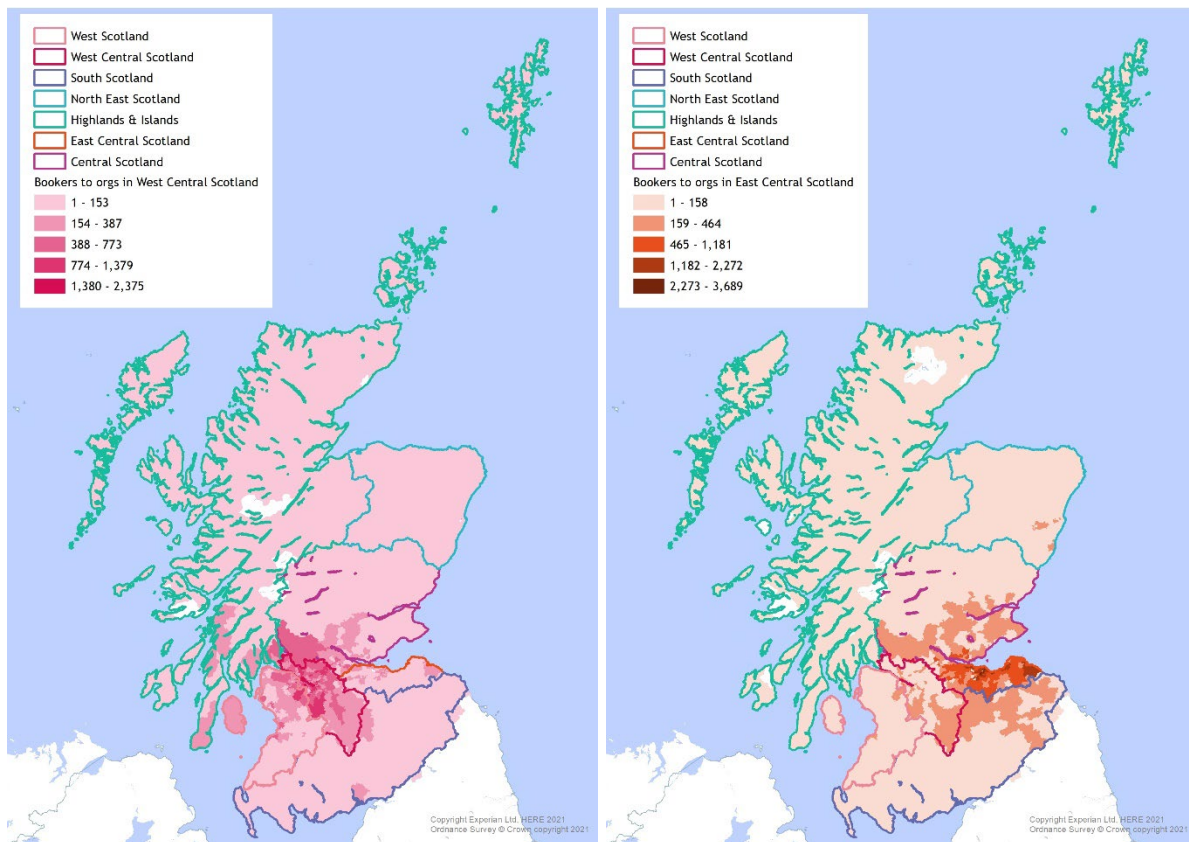 West Scotland
West Central Scotland
South Scotland
North East Scotland
Highlands & Islands
East Central Scotland
Central Scotland
Bookers to orgs in West Central Scotland
1 - 153
154 - 387
388 - 773
774 - 1,379
1,380 - 2,375
Copyright Experian Ltd. HERE 2021
Ordnance Survey © Crown copyright 2021
West Scotland
West Central Scotland
South Scotland
North East Scotland
Highlands & Islands
East Central Scotland
Central Scotland
Bookers to orgs in East Central Scotland
1 - 158
159 - 464
465 - 1,181
1,182 - 2,272
2,273 - 3,689
Copyright Experian Ltd. HERE 2021
Ordnance Survey © Crown copyright 2021